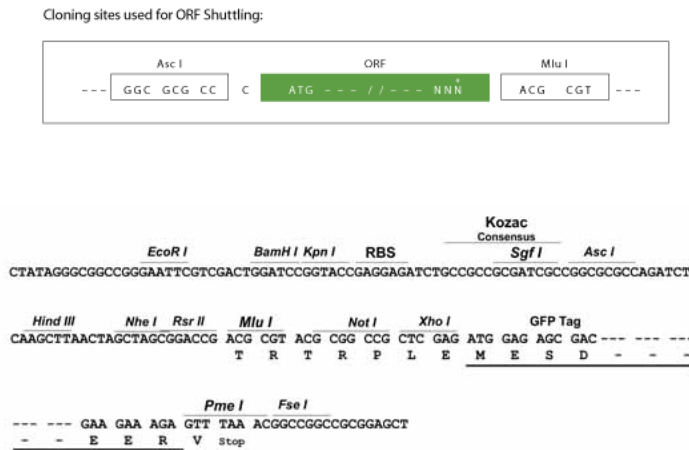 Cloning sites used for ORF Shuttling:
Asc I ORF Mlu I
--- GGC GCG CC C ATG --- // --- NNN* ACG CGT ---
Kozac
Consensus
EcoR I BamH I Kpn I RBS Sgf I Asc I
CTATAGGGCGGCCGGGAATTCGTCGACTGGATCCGGTACCGAGGAGATCTGCCGCCGCGATCGCCGGCGCGCCAGATCT
Hind III Nhe I Rsr II Mlu I Not I Xho I GFP Tag
CAAGCTTAACTAGCTAGCGGACCG ACG CGT ACG CGG CCG CTC GAG ATG GAG AGC GAC --- --- ---
T R T R P L E M E S D - - -
Pme I Fse I
--- --- GAA GAA AGA GTT TAA ACGGCCGGCCGCGGAGCT
- - E E R V Stop